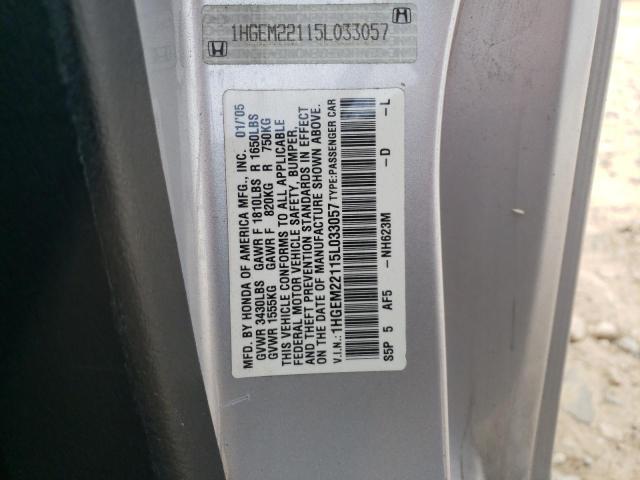 1HGEM22115L033057
MFD. BY HONDA OF AMERICA MFG., INC. 01/'05
GVWR 3430LBS GAWR F 1810LBS R 1650LBS
GVWR 1555KG GAWR F 820KG R 750KG
THIS VEHICLE CONFORMS TO ALL APPLICABLE
FEDERAL MOTOR VEHICLE SAFETY, BUMPER,
AND THEFT PREVENTION STANDARDS IN EFFECT
ON THE DATE OF MANUFACTURE SHOWN ABOVE.
V.I.N.: 1HGEM22115L033057 TYPE:PASSENGER CAR
S5P 5 AF5 -NH623M -D -L